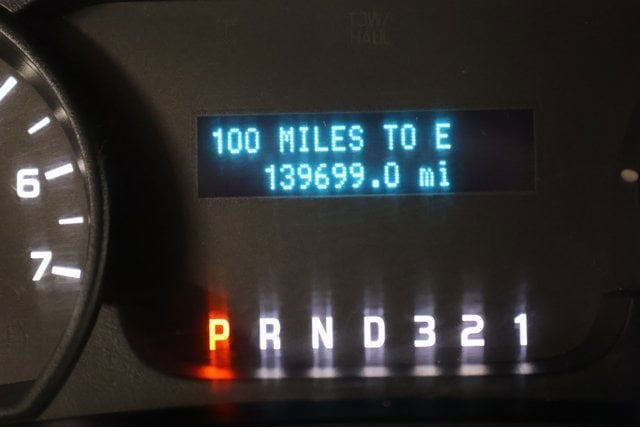 TOW/
HAUL
100 MILES TO E
139699.0 mi
6
7
P R N D 3 2 1